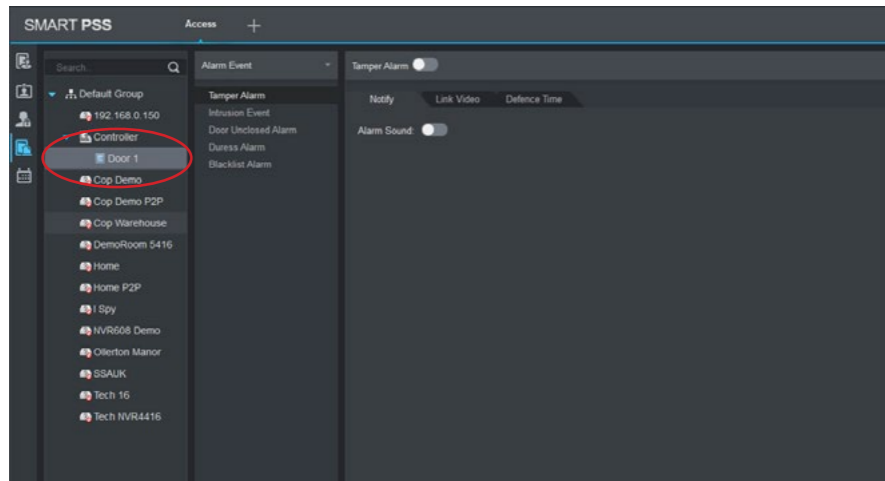 SMART PSS
Access
Search..
Default Group
192.168.0.150
Controller
Door 1
Cop Demo
Cop Demo P2P
Cop Warehouse
DemoRoom 5416
Home
Home P2P
I Spy
NVR608 Demo
Ollerton Manor
SSAUK
Tech 16
Tech NVR4416
Alarm Event
Tamper Alarm
Intrusion Event
Door Unclosed Alarm
Duress Alarm
Blacklist Alarm
Tamper Alarm
Notify Link Video Defence Time
Alarm Sound: